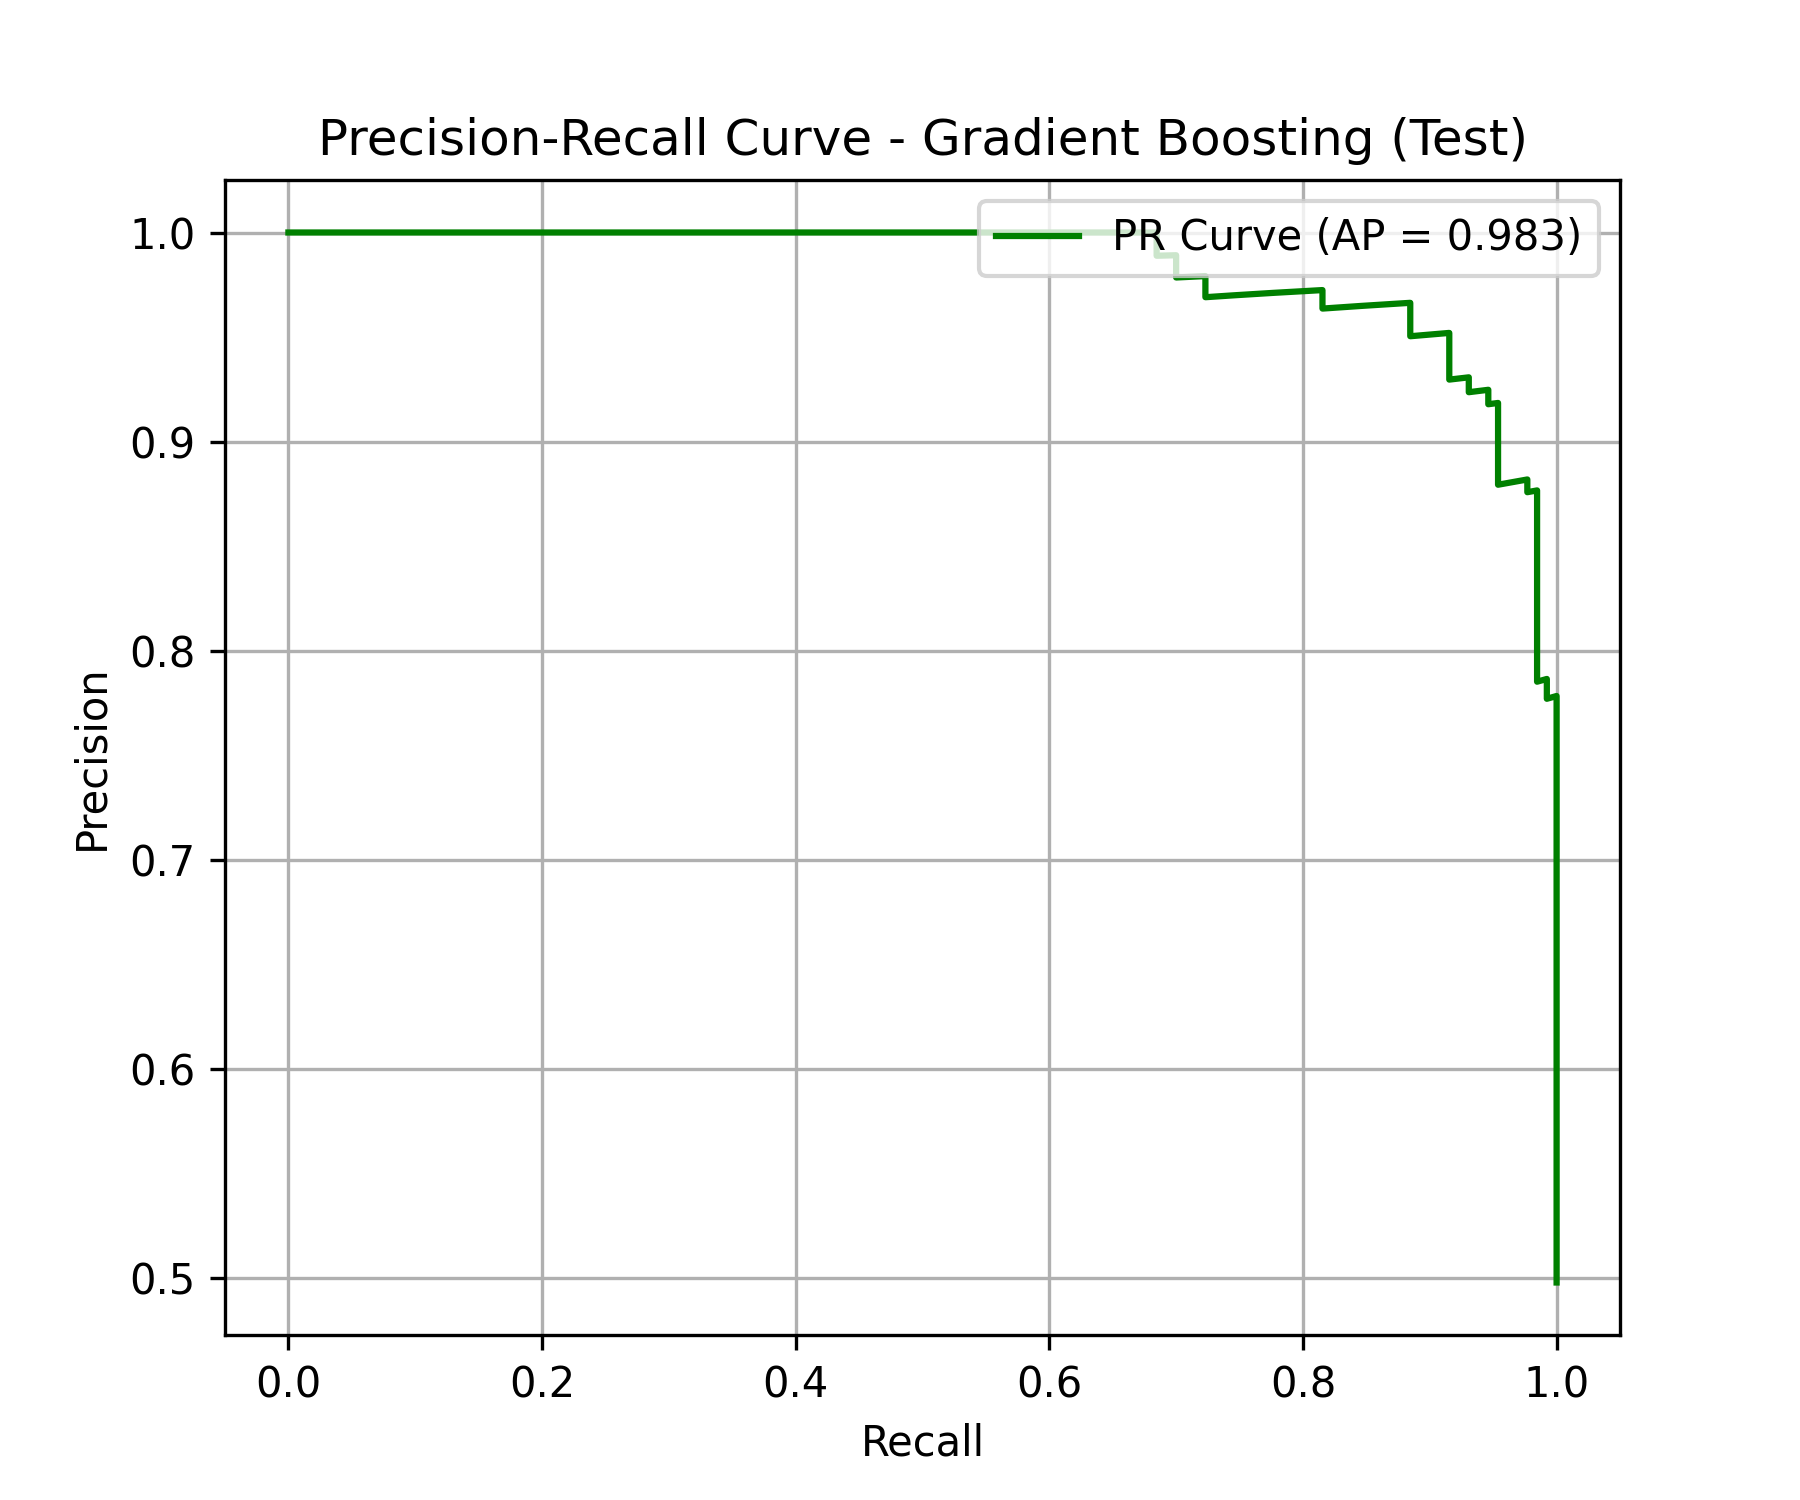 Precision-Recall Curve - Gradient Boosting (Test)
PR Curve (AP = 0.983)
1.0
0.9
0.8
0.7
0.6
0.5
Precision
0.0 0.2 0.4 0.6 0.8 1.0
Recall